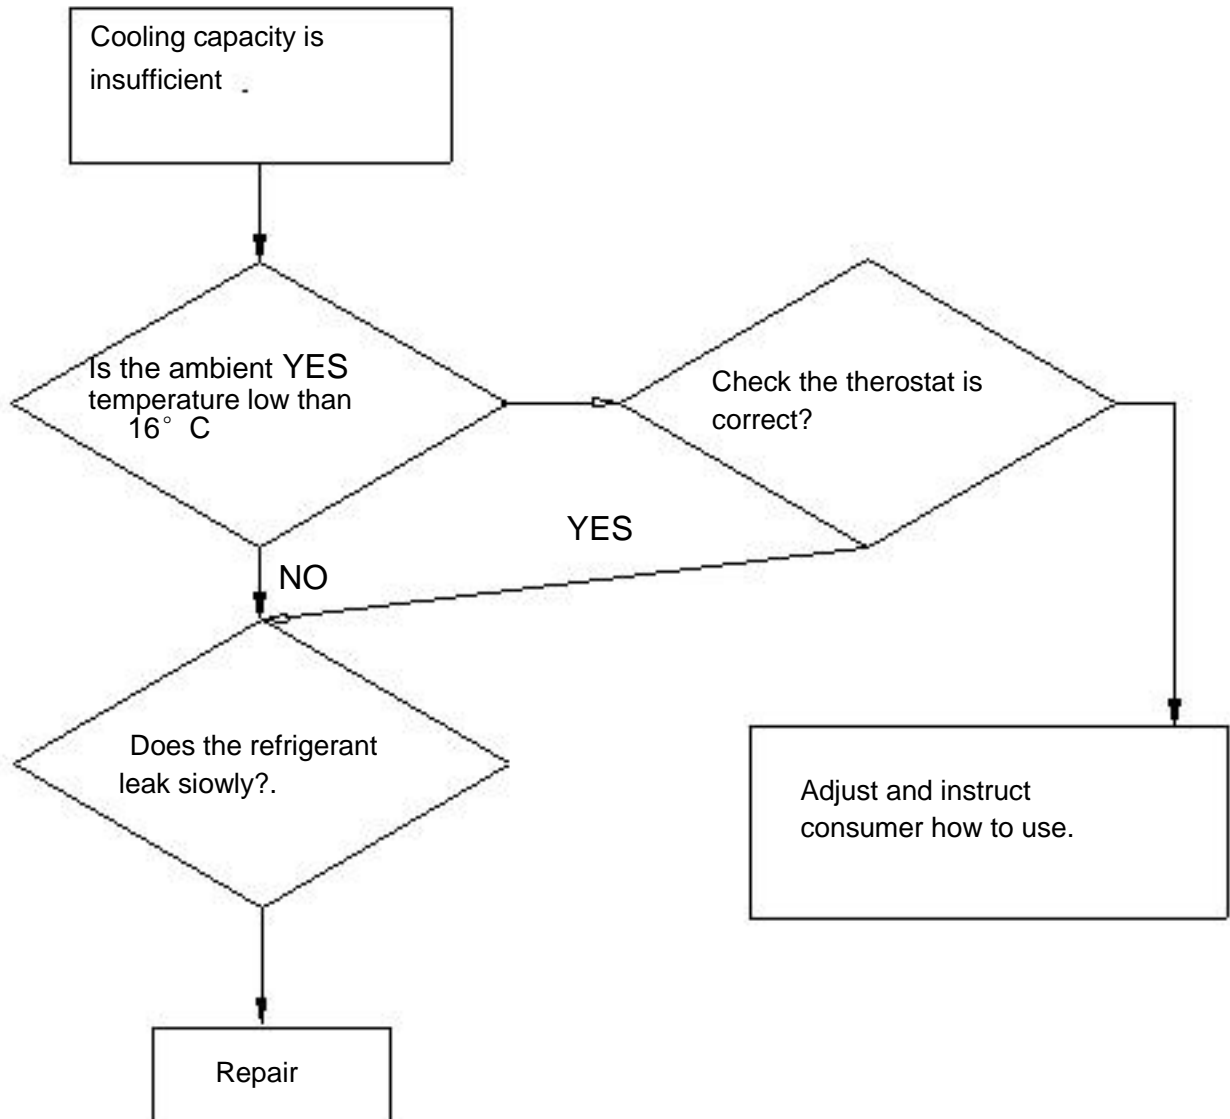 Cooling capacity is
insufficient .
Is the ambient YES
temperature low than
16° C
Check the therostat is
correct?
YES
NO
Does the refrigerant
leak siowly?.
Adjust and instruct
consumer how to use.
Repair